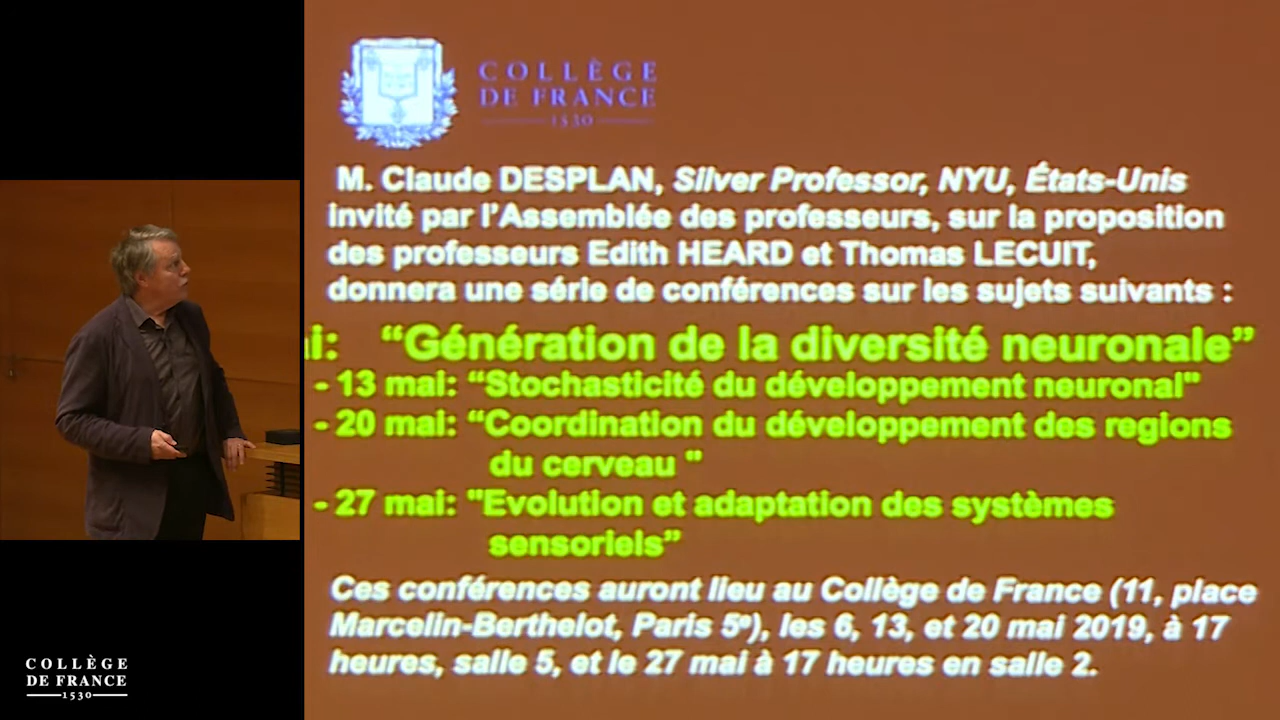 COLLÈGE
DE FRANCE
1530
M. Claude DESPLAN, Silver Professor, NYU, États-Unis
invité par l’Assemblée des professeurs, sur la proposition
des professeurs Edith HEARD et Thomas LECUIT,
donnera une série de conférences sur les sujets suivants :
ai: “Génération de la diversité neuronale”
- 13 mai: “Stochasticité du développement neuronal"
- 20 mai: “Coordination du développement des regions
du cerveau "
- 27 mai: "Evolution et adaptation des systèmes
sensoriels”
Ces conférences auront lieu au Collège de France (11, place
Marcelin-Berthelot, Paris 5e), les 6, 13, et 20 mai 2019, à 17
heures, salle 5, et le 27 mai à 17 heures en salle 2.
COLLÈGE
DE FRANCE
1530